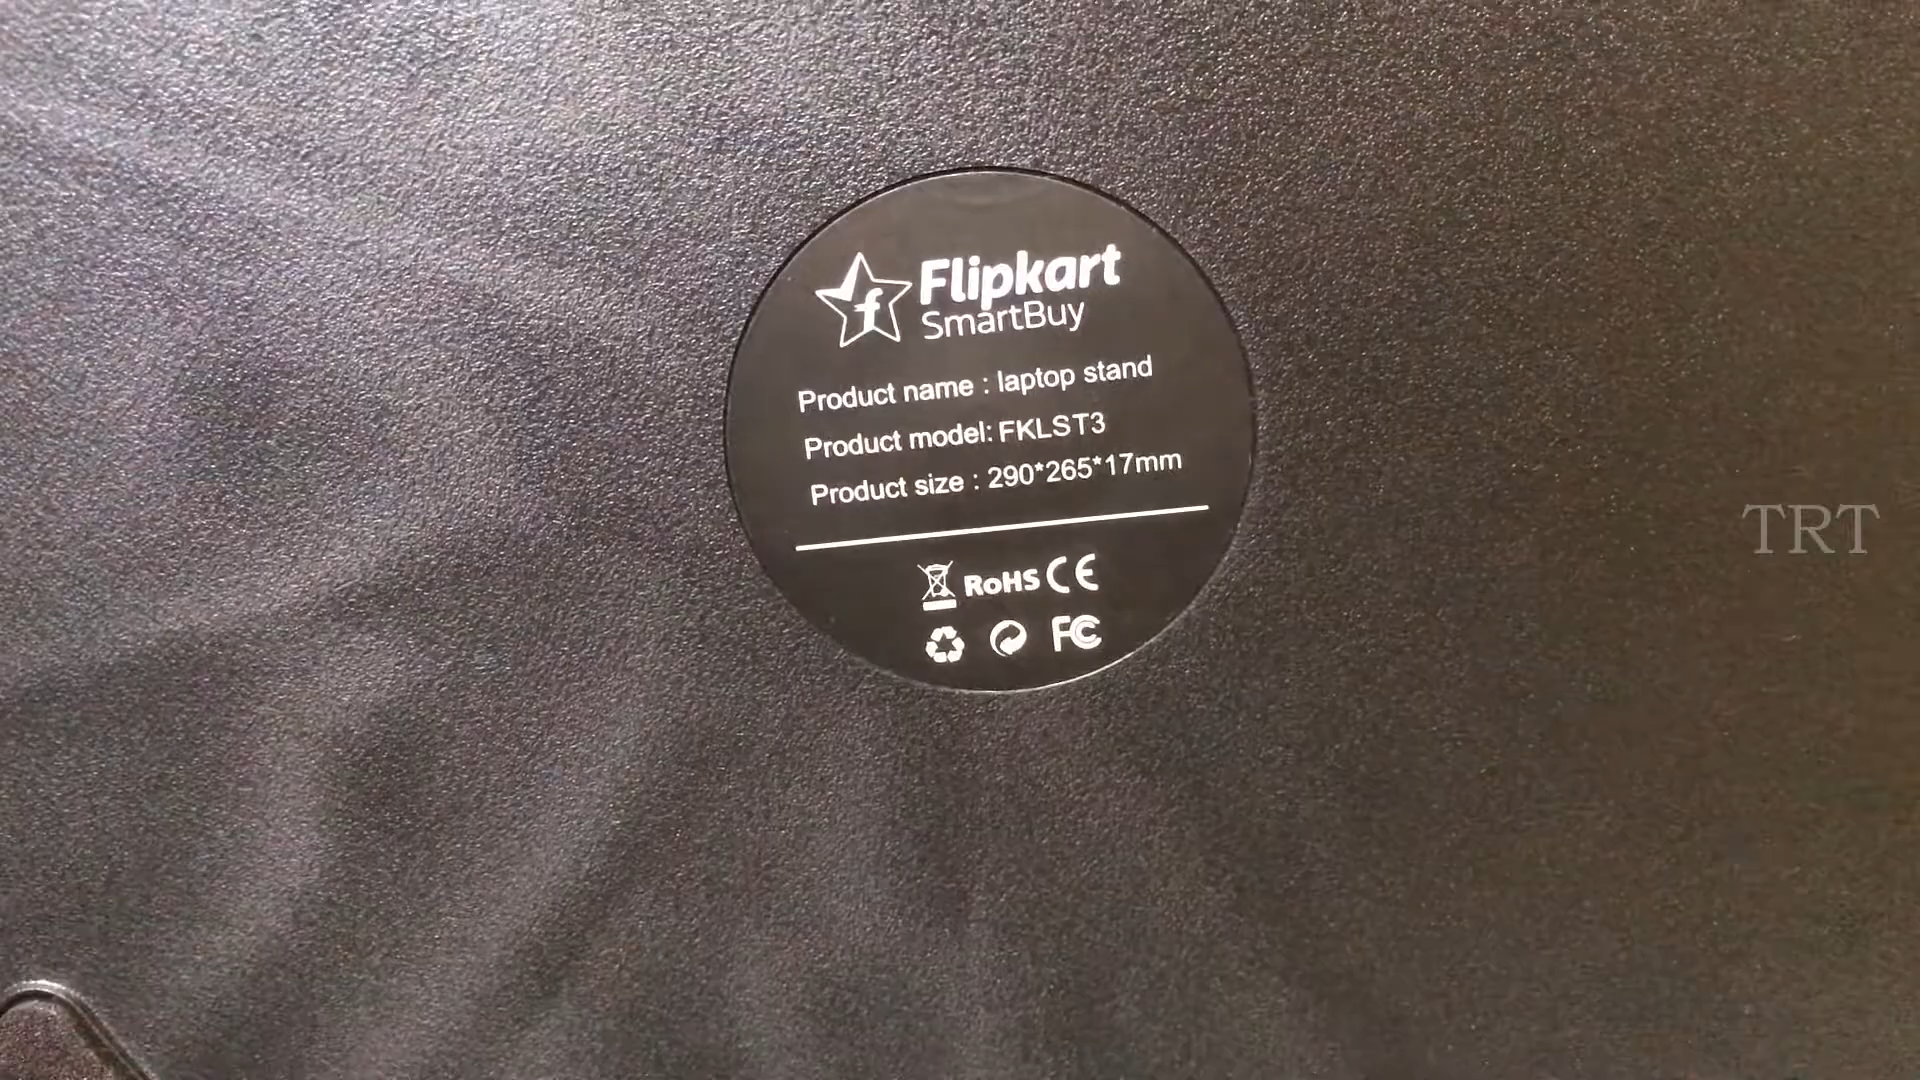 Flipkart
SmartBuy
Product name : laptop stand
Product model: FKLST3
Product size : 290*265*17mm
RoHS CE
FC
TRT